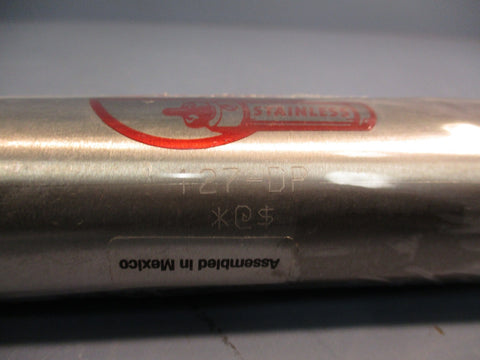 STAINLESS
*@$
Assembled in Mexico